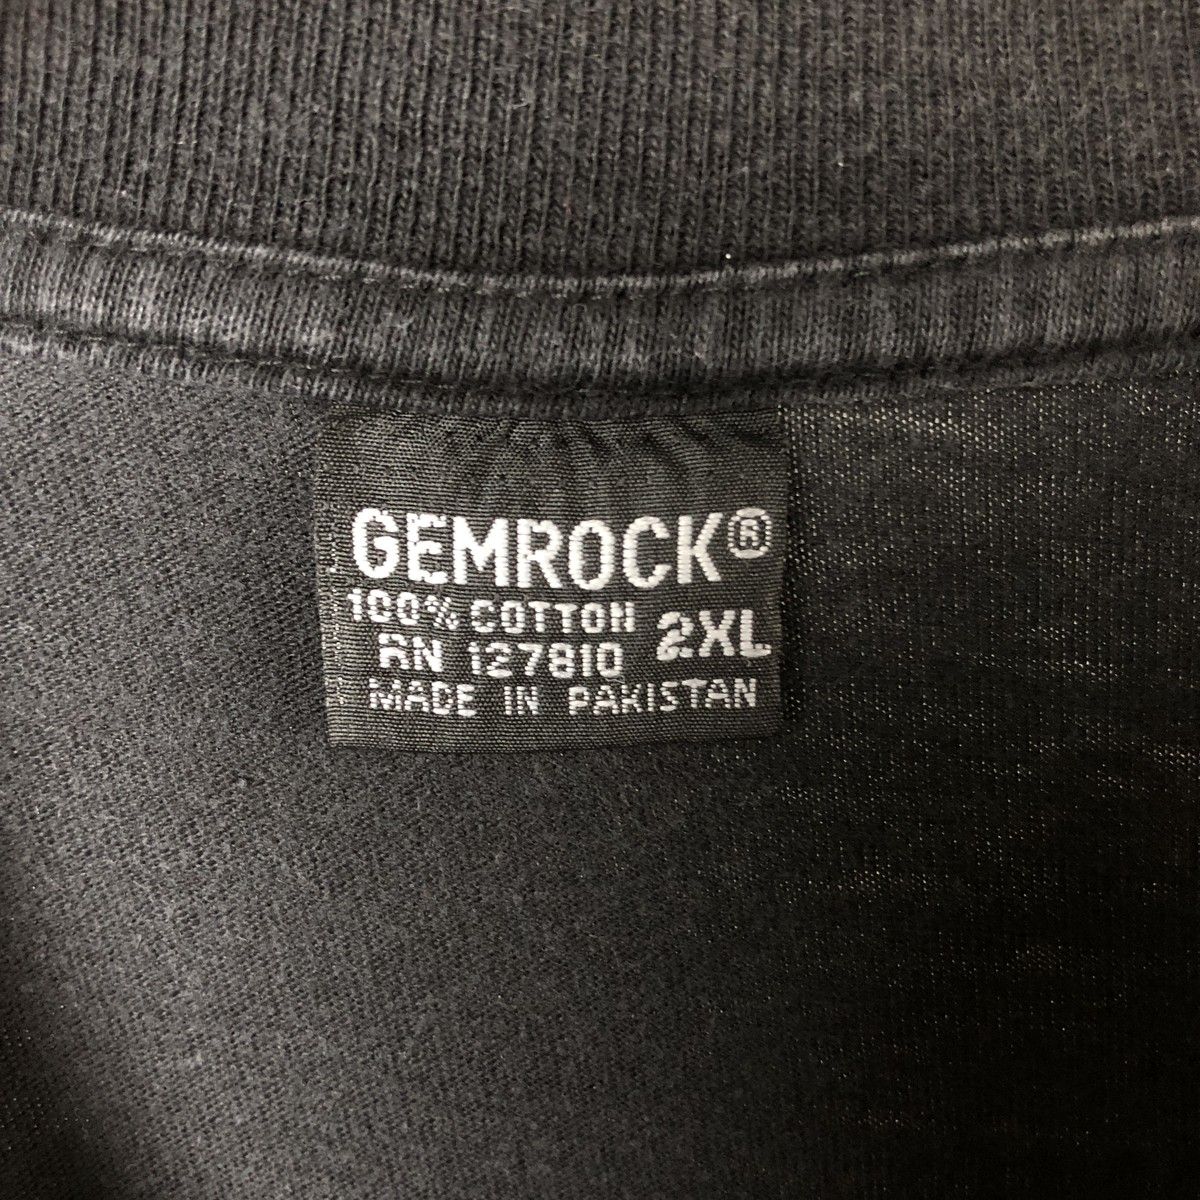 GEMROCK®
100% COTTON
RN 127810 2XL
MADE IN PAKISTAN